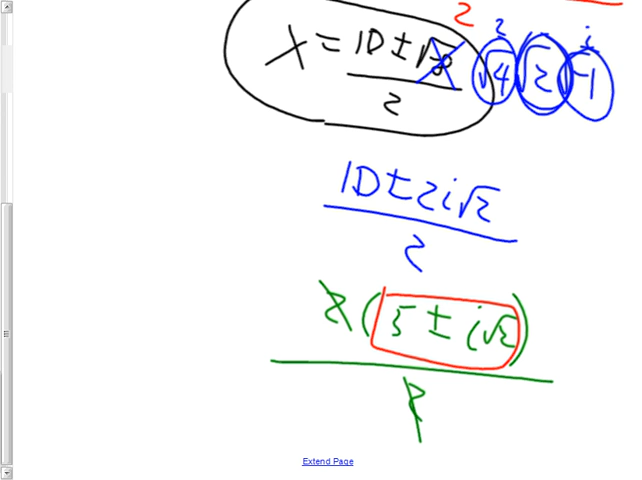 2
2 i
X = 10 ± √-8 √4 √2 √-1
2
10 ± 2i√2
2
2 (5 ± i√2)
2
Extend Page